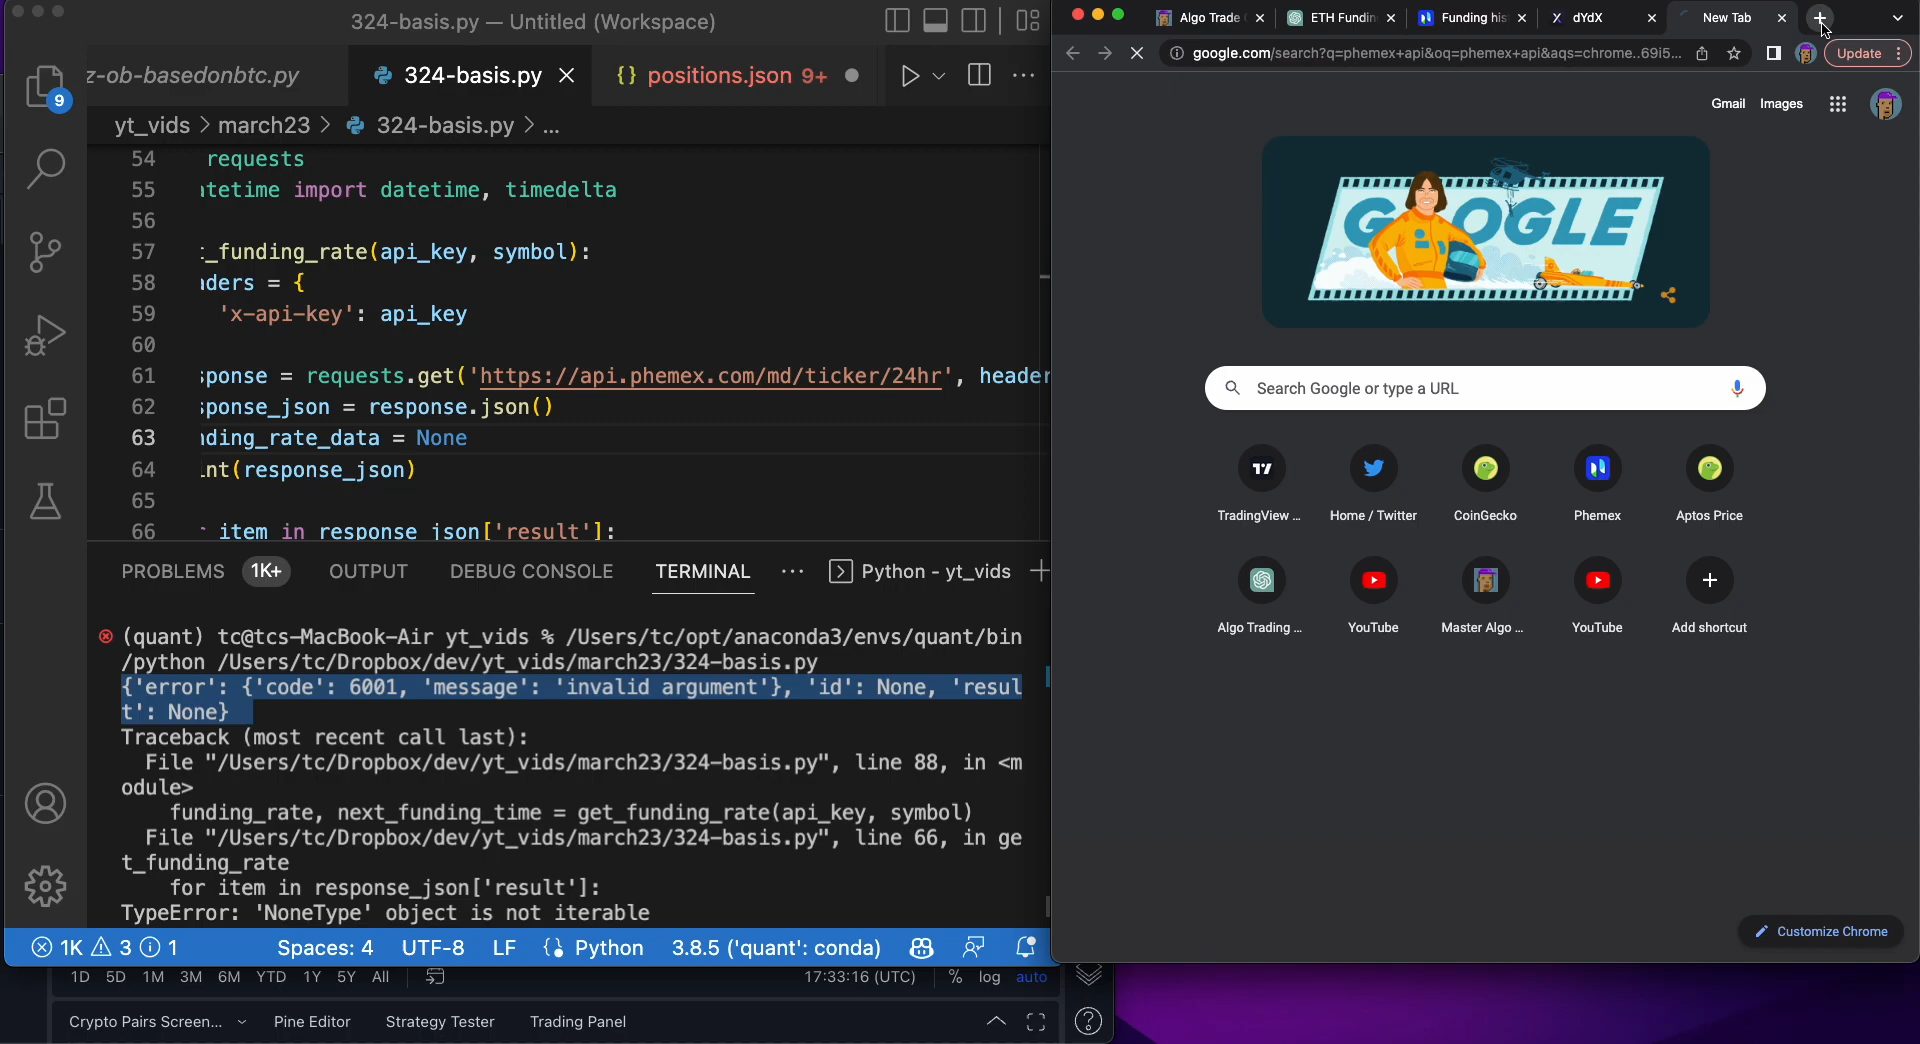 324-basis.py — Untitled (Workspace)
z-ob-basedonbtc.py
324-basis.py
{} positions.json 9+
9
yt_vids > march23 > 324-basis.py > ...
54 requests
55 atetime import datetime, timedelta
56
57 t_funding_rate(api_key, symbol):
58 aders = {
59 'x-api-key': api_key
60
61 sponse = requests.get('https://api.phemex.com/md/ticker/24hr', header
62 sponse_json = response.json()
63 nding_rate_data = None
64 int(response_json)
65
66 r item in response_json['result']:
PROBLEMS 1K+ OUTPUT DEBUG CONSOLE TERMINAL ... Python - yt_vids
(quant) tc@tcs-MacBook-Air yt_vids % /Users/tc/opt/anaconda3/envs/quant/bin
/python /Users/tc/Dropbox/dev/yt_vids/march23/324-basis.py
{'error': {'code': 6001, 'message': 'invalid argument'}, 'id': None, 'resul
t': None}
Traceback (most recent call last):
File "/Users/tc/Dropbox/dev/yt_vids/march23/324-basis.py", line 88, in <m
odule>
funding_rate, next_funding_time = get_funding_rate(api_key, symbol)
File "/Users/tc/Dropbox/dev/yt_vids/march23/324-basis.py", line 66, in ge
t_funding_rate
for item in response_json['result']:
TypeError: 'NoneType' object is not iterable
1K 3 1 Spaces: 4 UTF-8 LF Python 3.8.5 ('quant': conda)
1D 5D 1M 3M 6M YTD 1Y 5Y All 17:33:16 (UTC) % log auto
Crypto Pairs Screen... Pine Editor Strategy Tester Trading Panel
Algo Trade
ETH Fundin
Funding his
dYdX
New Tab
google.com/search?q=phemex+api&oq=phemex+api&aqs=chrome..69i5...
Update
Gmail Images
GOOGLE
Search Google or type a URL
TradingView ... Home / Twitter CoinGecko Phemex Aptos Price
Algo Trading ... YouTube Master Algo ... YouTube Add shortcut
Customize Chrome